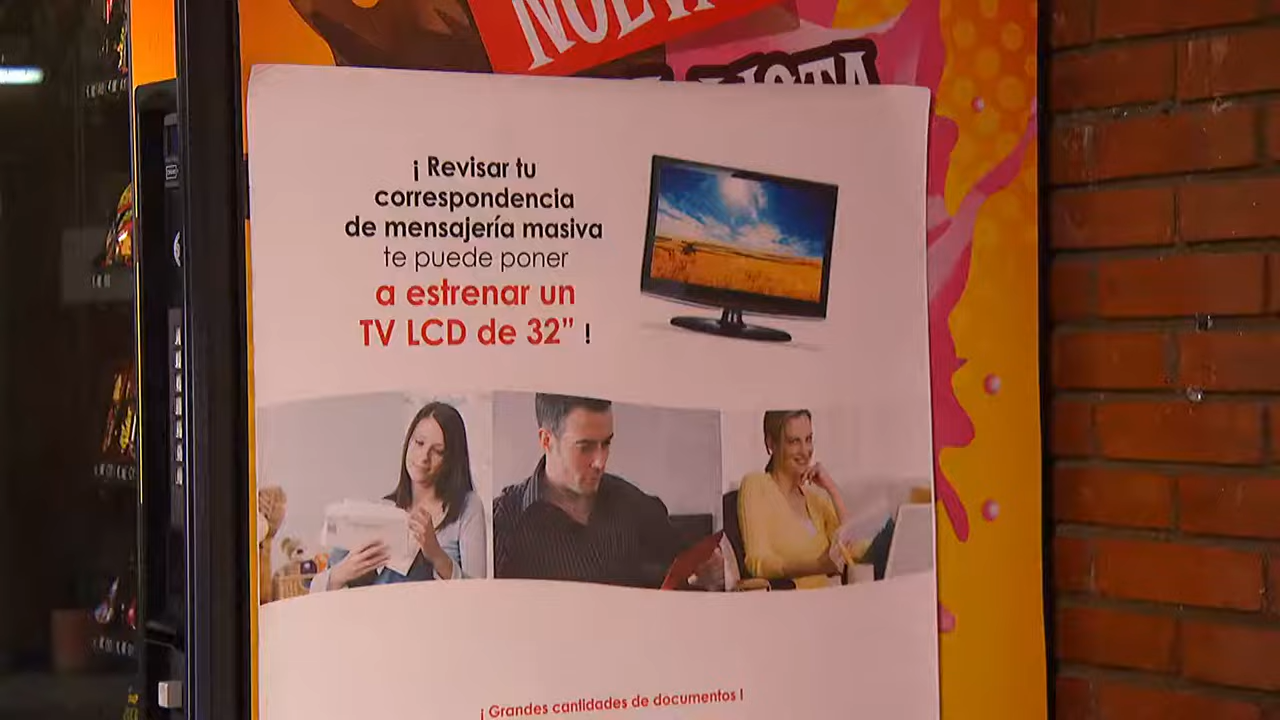 NUEVA
¡ Revisar tu
correspondencia
de mensajería masiva
te puede poner
a estrenar un
TV LCD de 32” !
¡ Grandes cantidades de documentos !